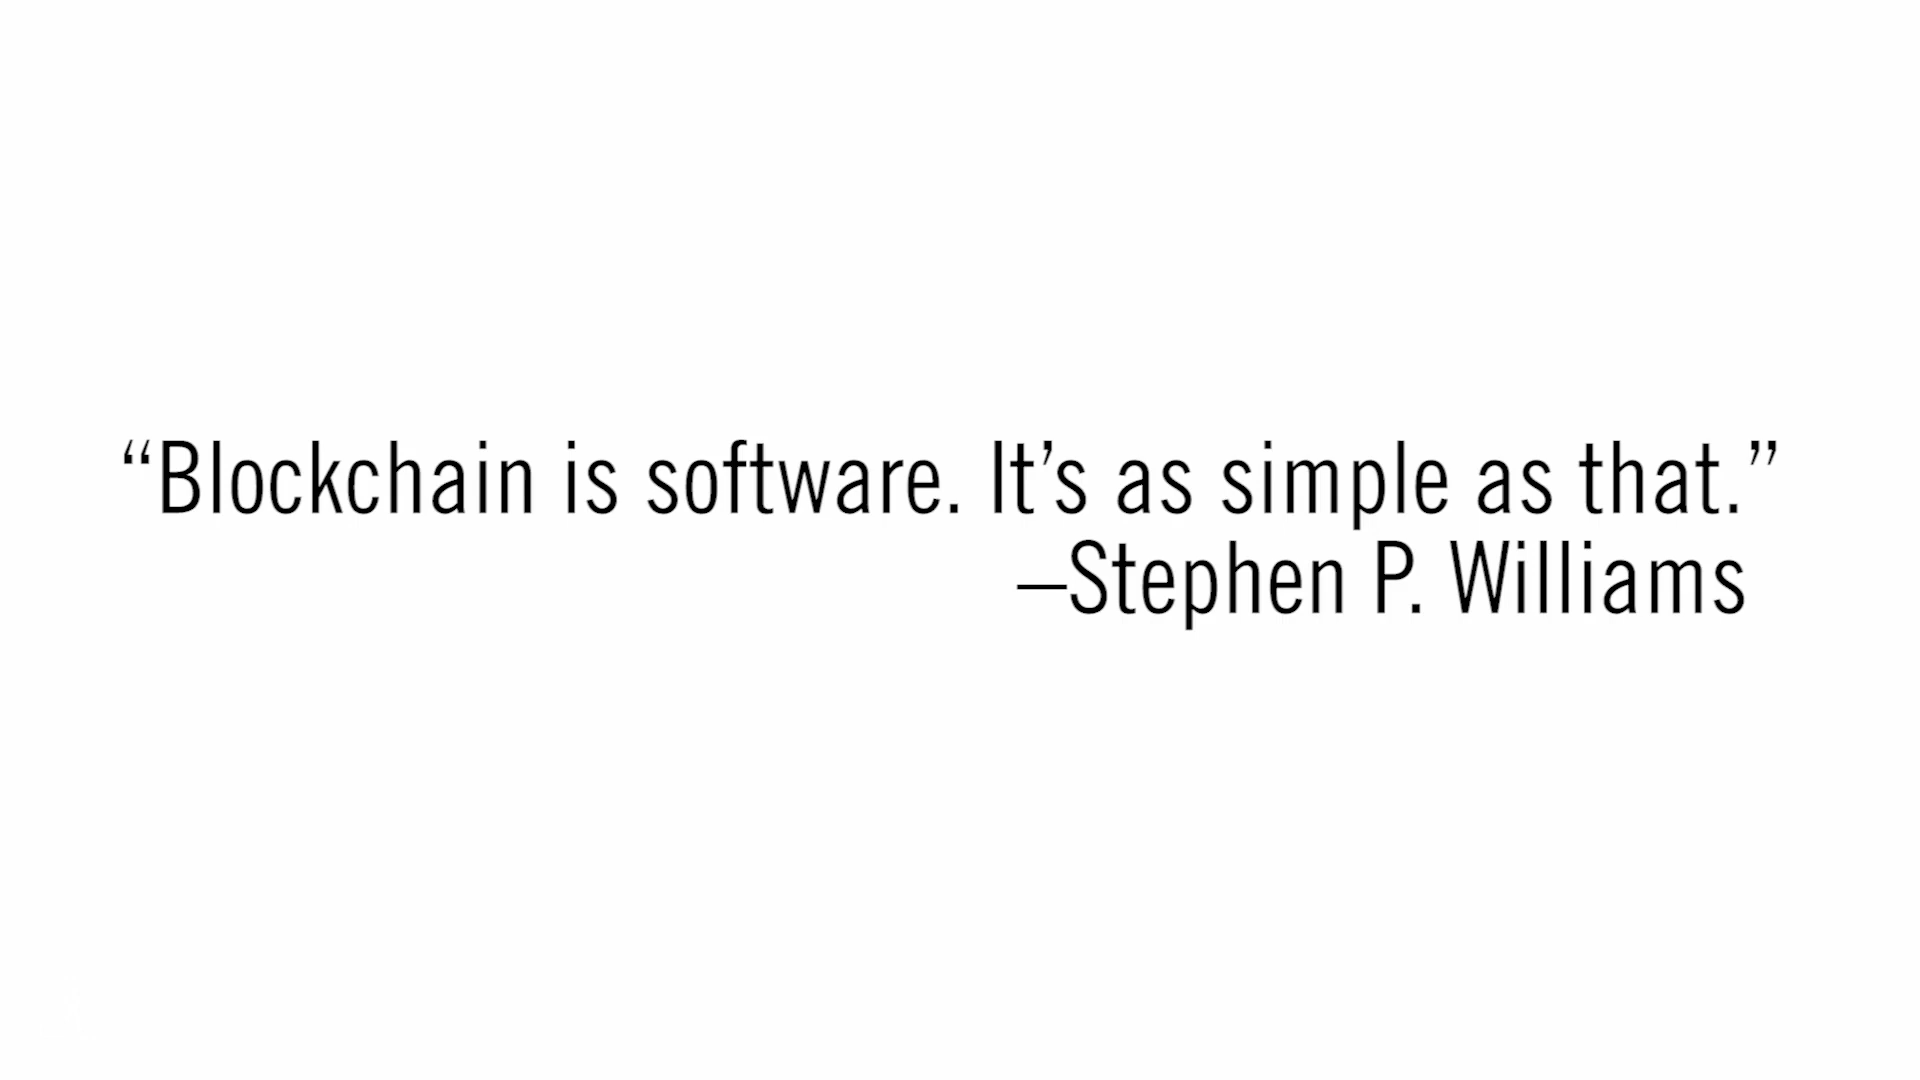 “Blockchain is software. It’s as simple as that.”
–Stephen P. Williams